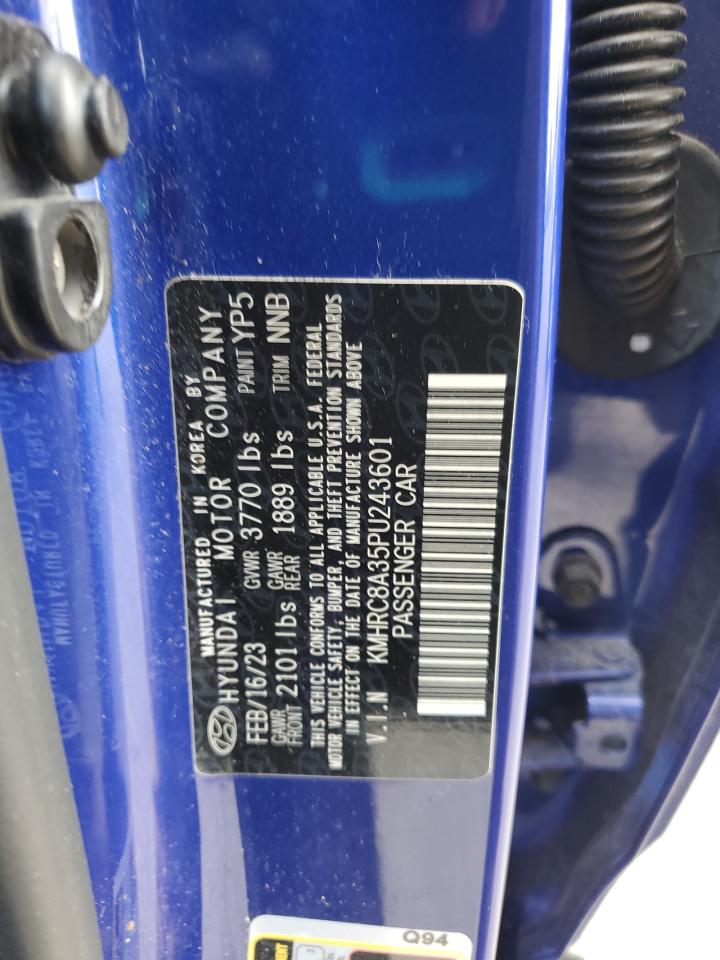 MANUFACTURED IN KOREA BY
HYUNDAI MOTOR COMPANY
FEB/16/23 GVWR 3770 lbs PAINT YP5
GAWR FRONT 2101 lbs GAWR REAR 1889 lbs TRIM NNB
THIS VEHICLE CONFORMS TO ALL APPLICABLE U.S.A. FEDERAL
MOTOR VEHICLE SAFETY, BUMPER, AND THEFT PREVENTION STANDARDS
IN EFFECT ON THE DATE OF MANUFACTURE SHOWN ABOVE
V.I.N KMHRC8A35PU243601
PASSENGER CAR
Q94